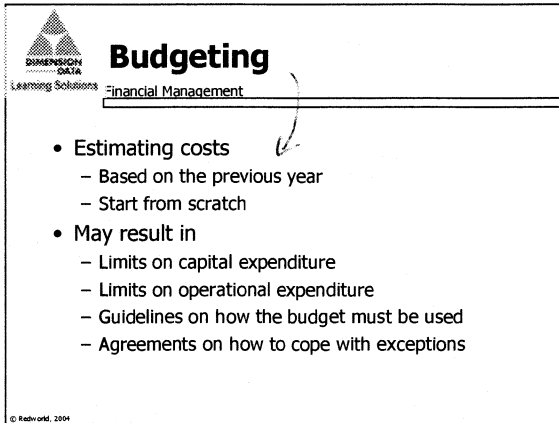 DIMENSION
DATA
Learning Solutions
Budgeting
Financial Management
• Estimating costs
– Based on the previous year
– Start from scratch
• May result in
– Limits on capital expenditure
– Limits on operational expenditure
– Guidelines on how the budget must be used
– Agreements on how to cope with exceptions
© Redworld, 2004